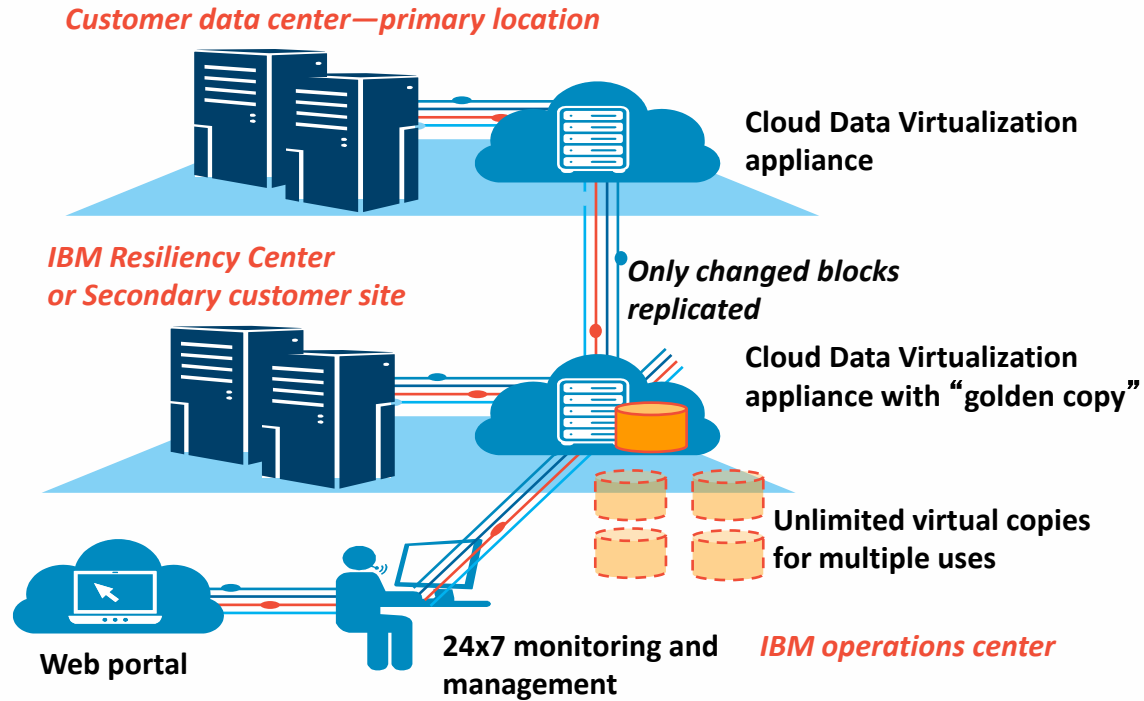 Customer data center—primary location
Cloud Data Virtualization
appliance
IBM Resiliency Center
or Secondary customer site
Only changed blocks
replicated
Cloud Data Virtualization
appliance with “golden copy”
Unlimited virtual copies
for multiple uses
Web portal
24x7 monitoring and
management
IBM operations center